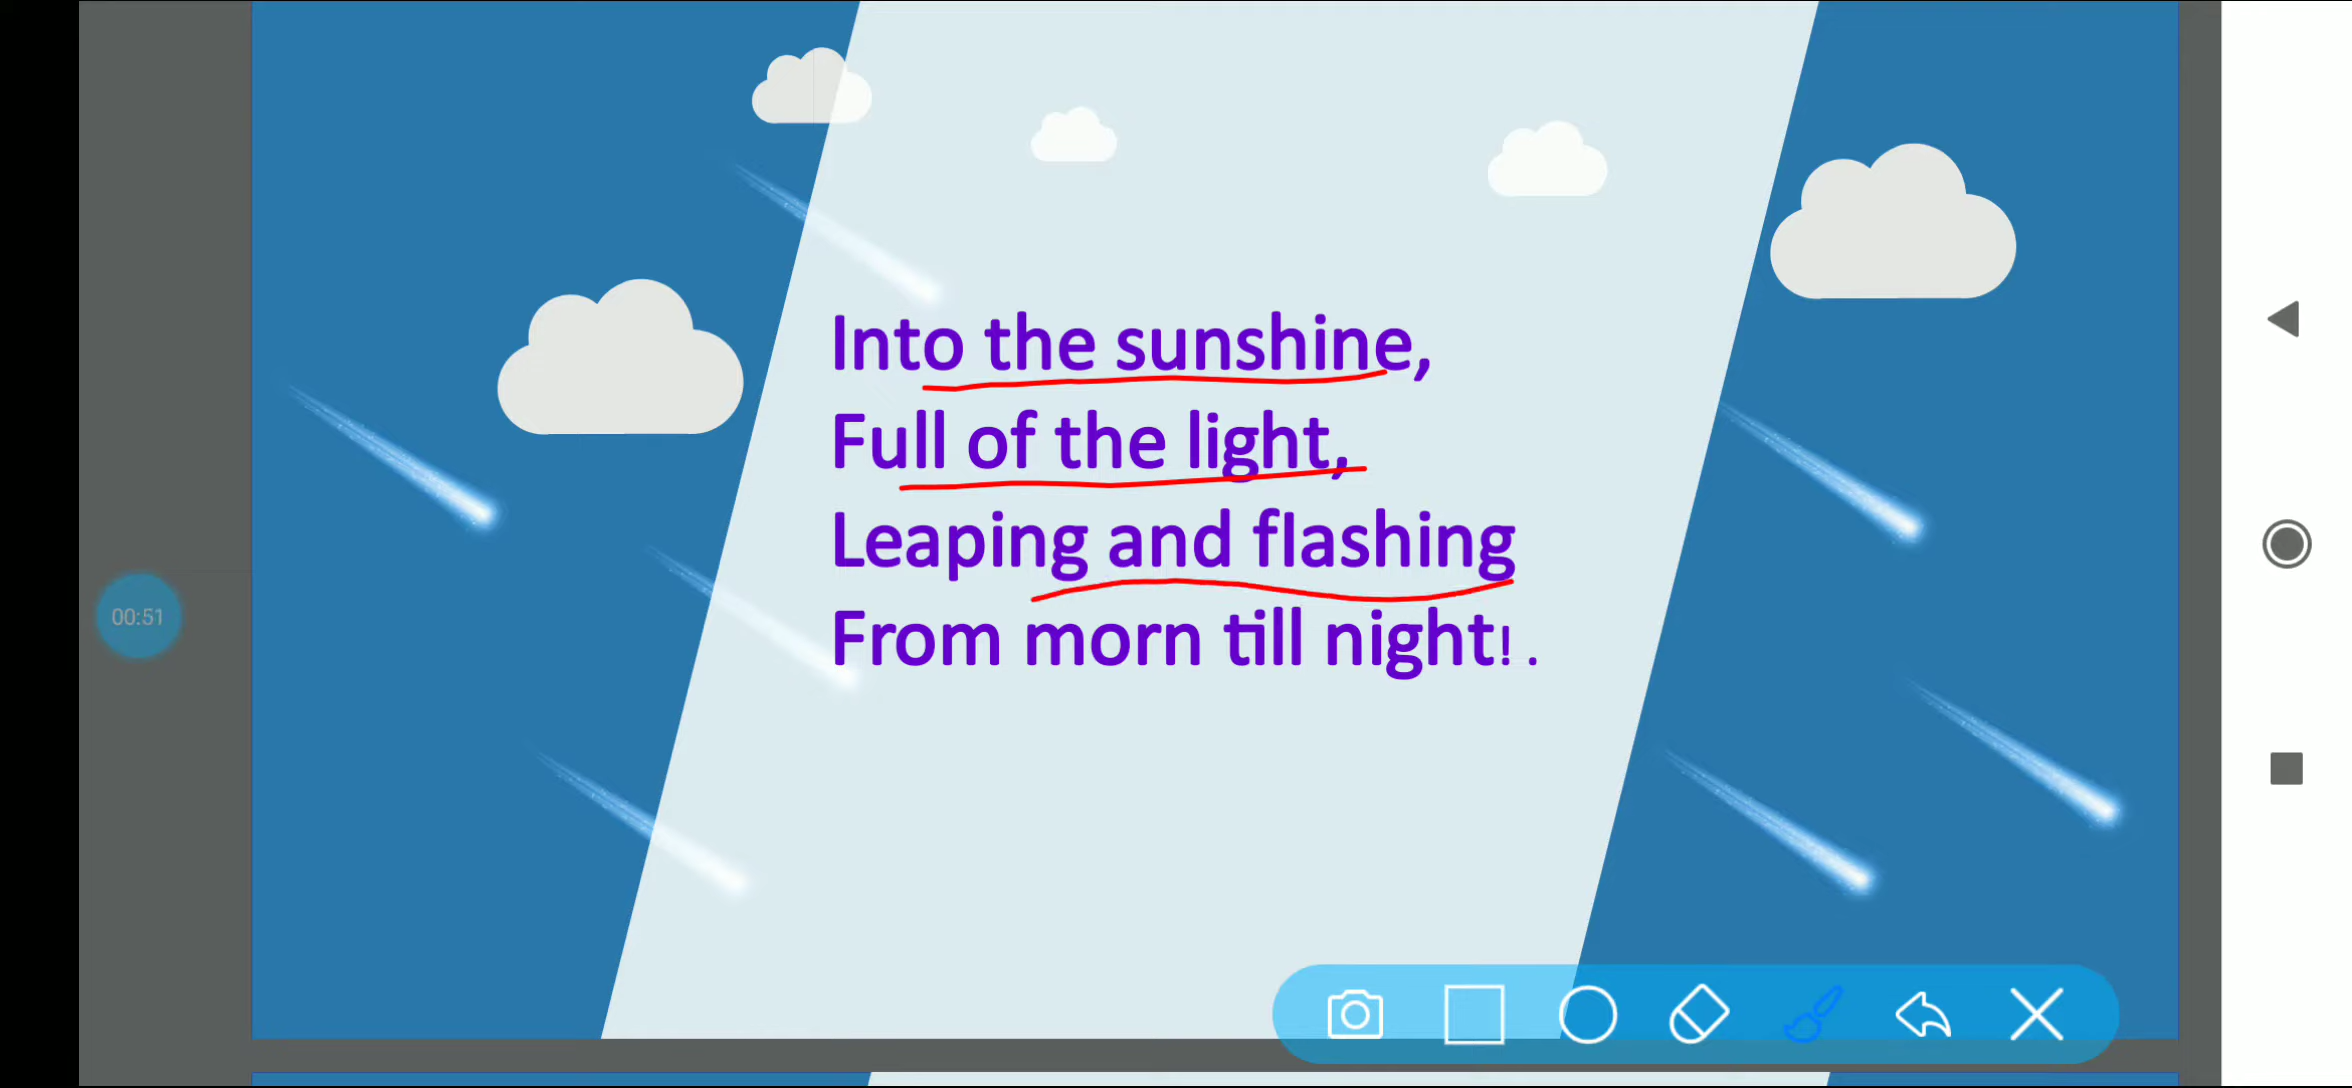 Into the sunshine,
Full of the light,
Leaping and flashing
From morn till night! .
00:51